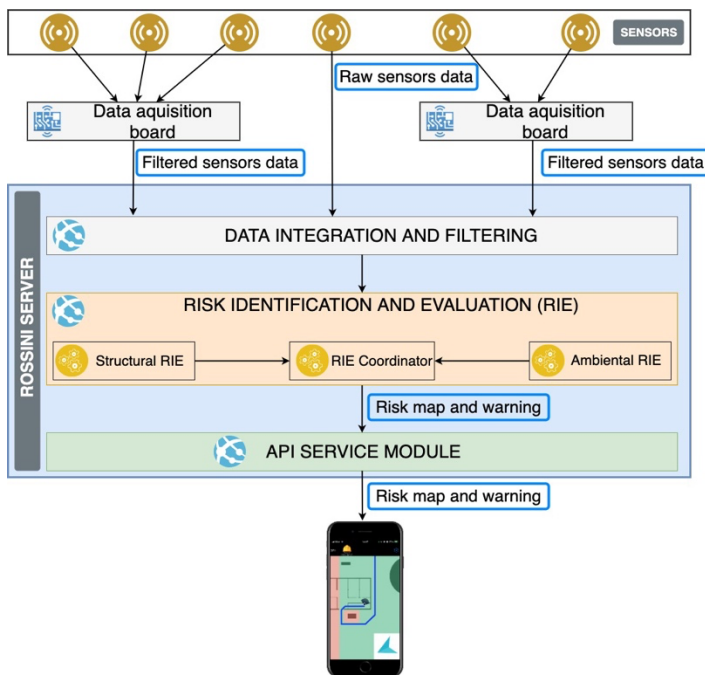 SENSORS
Raw sensors data
Data aquisition
board
Data aquisition
board
Filtered sensors data
Filtered sensors data
ROSSINI SERVER
DATA INTEGRATION AND FILTERING
RISK IDENTIFICATION AND EVALUATION (RIE)
Structural RIE
RIE Coordinator
Ambiental RIE
Risk map and warning
API SERVICE MODULE
Risk map and warning